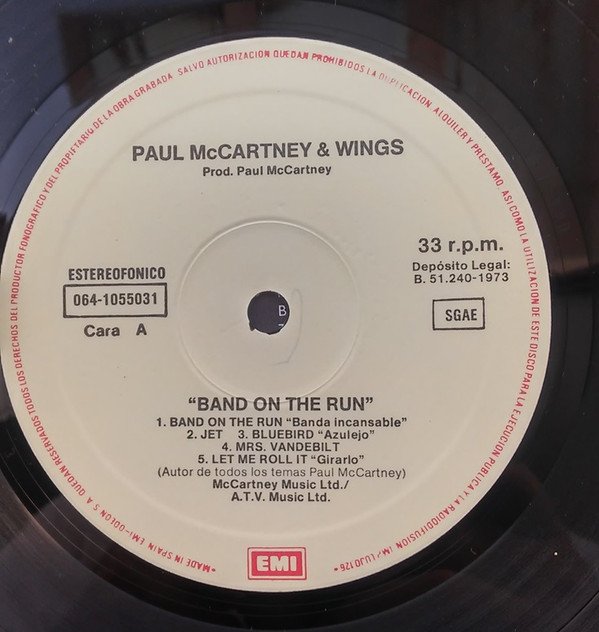 SALVO AUTORIZACION QUEDAN PROHIBIDOS LA DUPLICACION, ALQUILER Y PRESTAMO, ASI COMO LA UTILIZACION DE ESTE DISCO PARA LA EJECUCION PUBLICA Y LA RADIODIFUSION (IMP LUJO 126 •
• MADE IN SPAIN EMI-ODEON S.A. QUEDAN RESERVADOS TODOS LOS DERECHOS DEL PRODUCTOR FONOGRAFICO Y DEL PROPIETARIO DE LA OBRA GRABADA
PAUL McCARTNEY & WINGS
Prod. Paul McCartney
33 r.p.m.
Depósito Legal:
B. 51.240-1973
SGAE
ESTEREOFONICO
064-1055031
Cara A
B
"BAND ON THE RUN"
1. BAND ON THE RUN "Banda incansable"
2. JET 3. BLUEBIRD "Azulejo"
4. MRS. VANDEBILT
5. LET ME ROLL IT "Girarlo"
(Autor de todos los temas Paul McCartney)
McCartney Music Ltd./
A.T.V. Music Ltd.
EMI